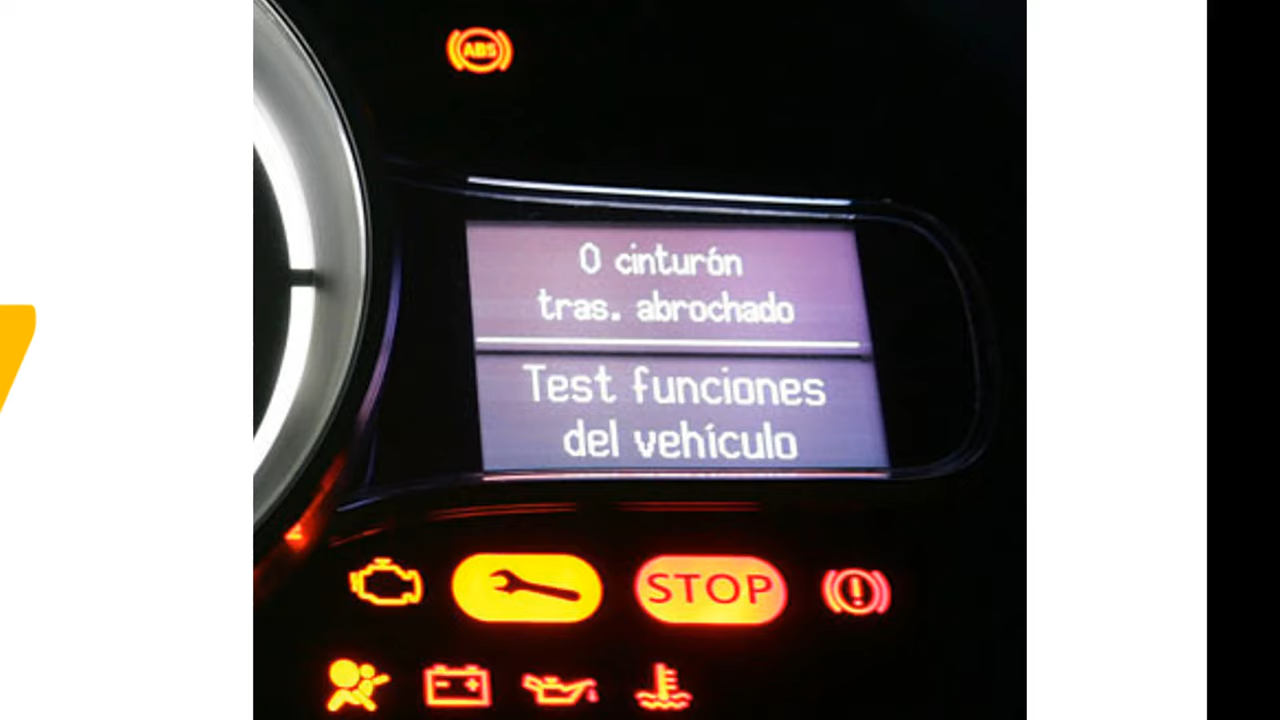 ABS
0 cinturón
tras. abrochado
Test funciones
del vehículo
STOP